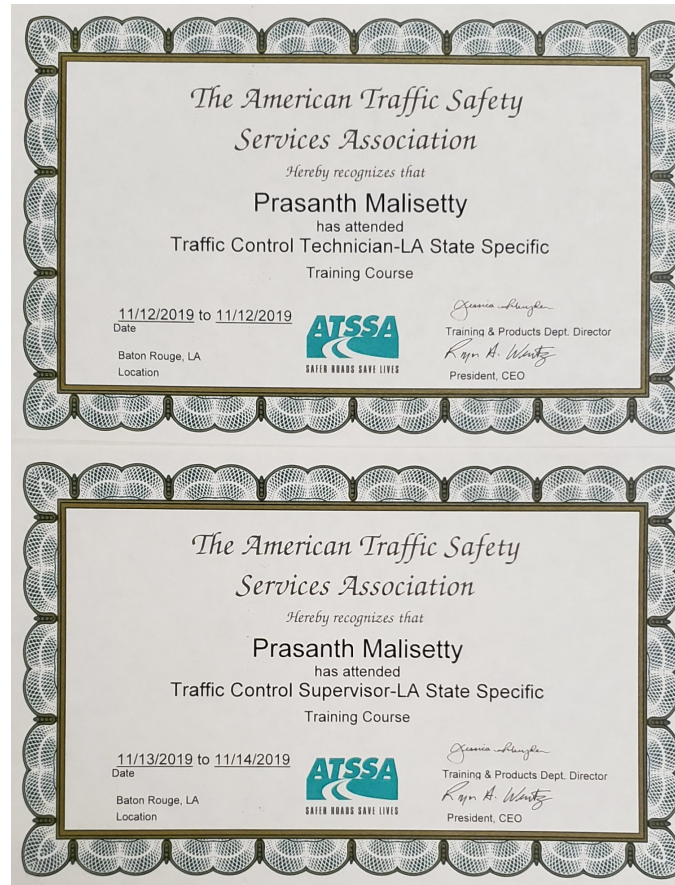 The American Traffic Safety
Services Association
Hereby recognizes that
Prasanth Malisetty
has attended
Traffic Control Technician-LA State Specific
Training Course
11/12/2019 to 11/12/2019
Date
Baton Rouge, LA
Location
ATSSA
SAFER ROADS SAVE LIVES
Jessica
Training & Products Dept. Director
A. Wentz
President, CEO
The American Traffic Safety
Services Association
Hereby recognizes that
Prasanth Malisetty
has attended
Traffic Control Supervisor-LA State Specific
Training Course
11/13/2019 to 11/14/2019
Date
Baton Rouge, LA
Location
ATSSA
SAFER ROADS SAVE LIVES
Jessica
Training & Products Dept. Director
A. Wentz
President, CEO